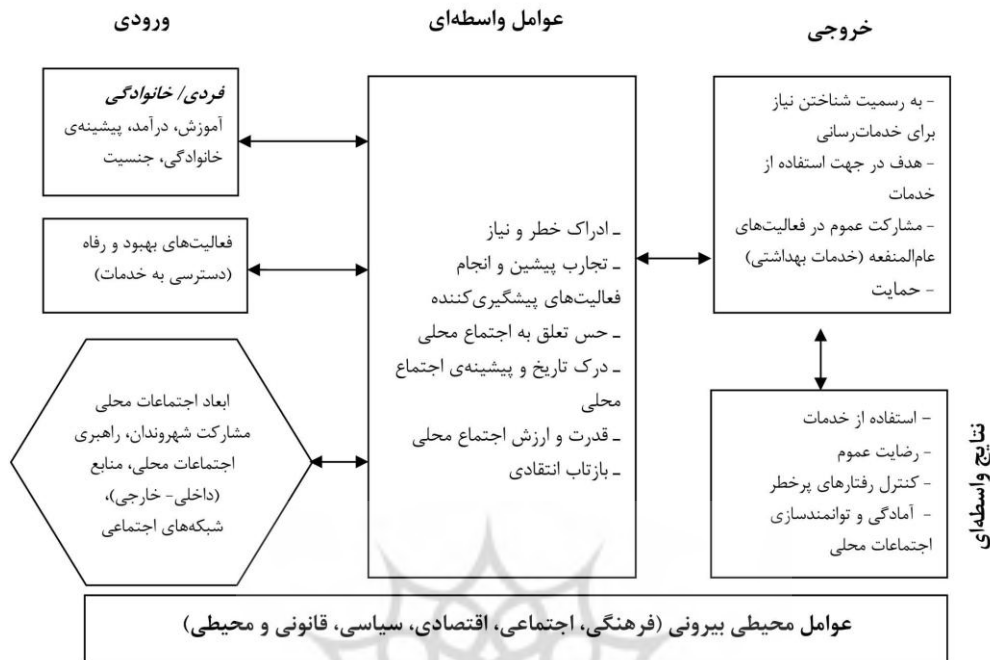 ورودی
عوامل واسطه‌ای
خروجی
فردی/ خانوادگی
آموزش، درآمد، پیشینه‌ی
خانوادگی، جنسیت
فعالیت‌های بهبود و رفاه
(دسترسی به خدمات)
ابعاد اجتماعات محلی
مشارکت شهروندان، راهبری
اجتماعات محلی، منابع
(داخلی- خارجی)،
شبکه‌های اجتماعی
ـ ادراک خطر و نیاز
ـ تجارب پیشین و انجام
فعالیت‌های پیشگیری‌کننده
ـ حس تعلق به اجتماع محلی
ـ درک تاریخ و پیشینه‌ی اجتماع
محلی
ـ قدرت و ارزش اجتماع محلی
ـ بازتاب انتقادی
- به رسمیت شناختن نیاز
برای خدمات‌رسانی
- هدف در جهت استفاده از
خدمات
- مشارکت عموم در فعالیت‌های
عام‌المنفعه (خدمات بهداشتی)
- حمایت
- استفاده از خدمات
- رضایت عموم
- کنترل رفتارهای پرخطر
- آمادگی و توانمندسازی
اجتماعات محلی
نتایج واسطه‌ای
عوامل محیطی بیرونی (فرهنگی، اجتماعی، اقتصادی، سیاسی، قانونی و محیطی)